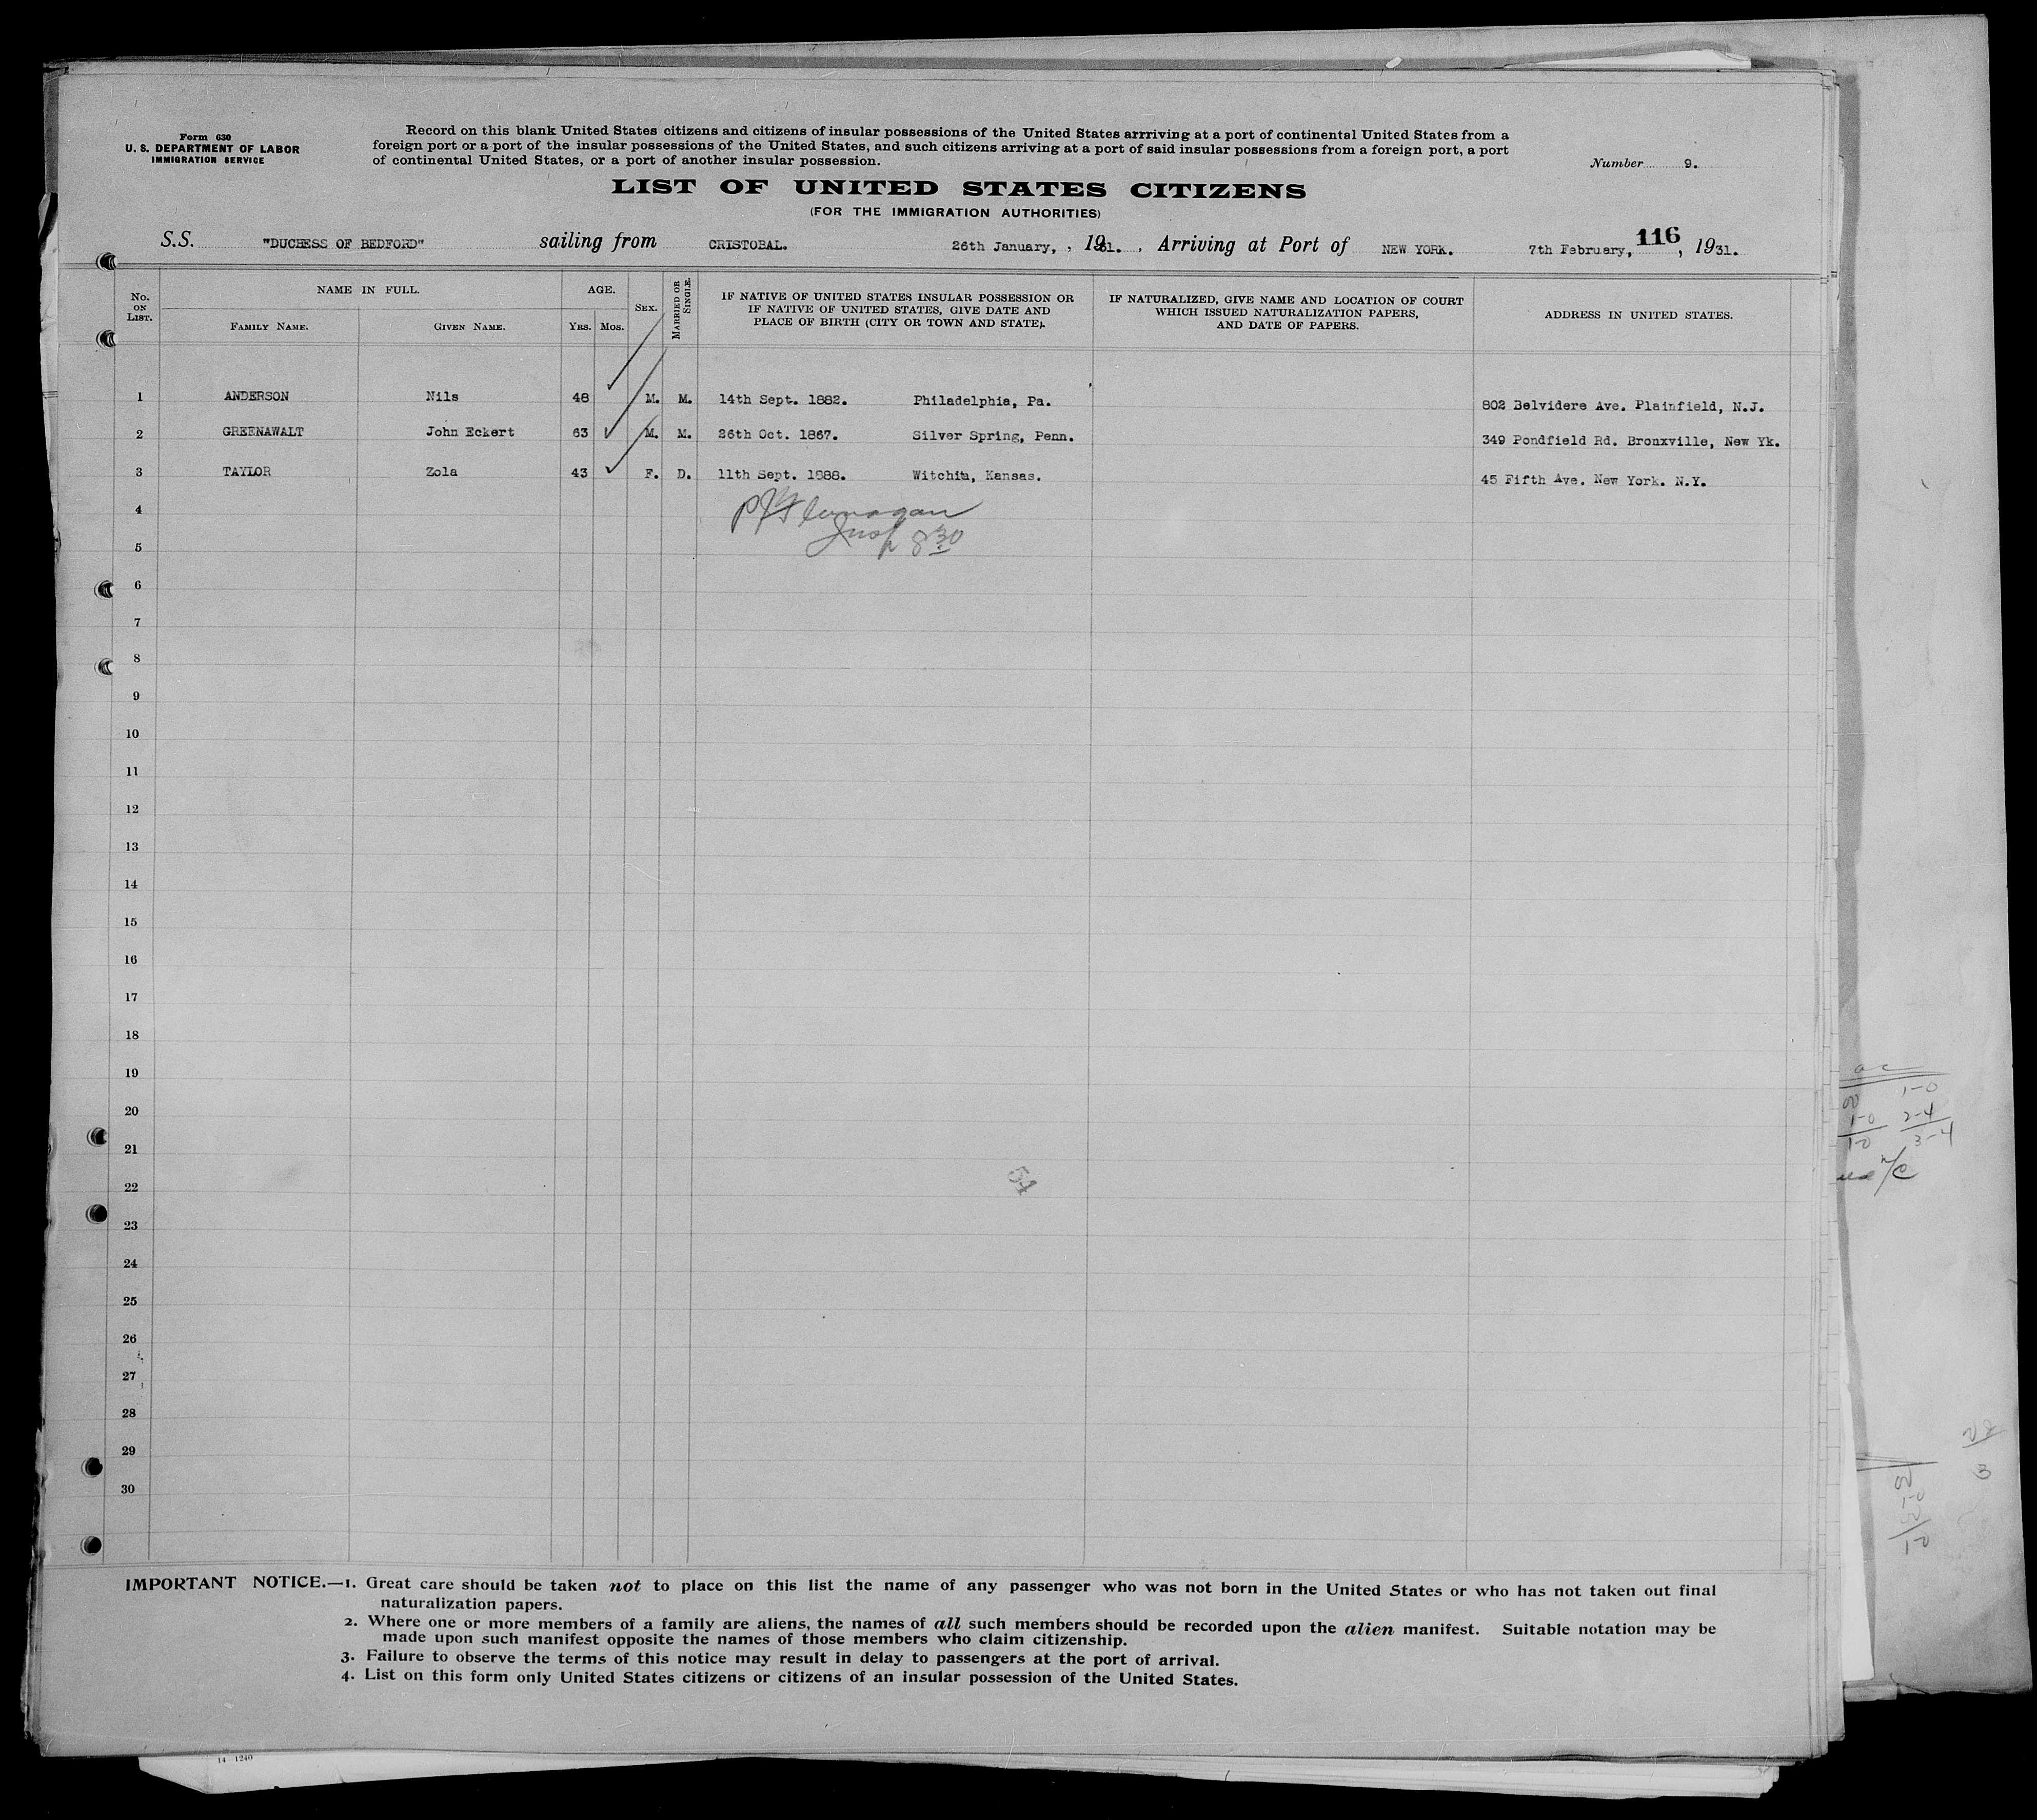 Form 630
U. S. DEPARTMENT OF LABOR
IMMIGRATION SERVICE
Record on this blank United States citizens and citizens of insular possessions of the United States arrriving at a port of continental United States from a
foreign port or a port of the insular possessions of the United States, and such citizens arriving at a port of said insular possessions from a foreign port, a port
of continental United States, or a port of another insular possession.
Number 9.
LIST OF UNITED STATES CITIZENS
(FOR THE IMMIGRATION AUTHORITIES)
S.S. "DUCHESS OF BEDFORD" sailing from CRISTOBAL. 26th January, , 1931. , Arriving at Port of NEW YORK. 7th February, 116, 1931.
No. ON LIST.
NAME IN FULL.
FAMILY NAME.
GIVEN NAME.
AGE.
YRS. MOS.
SEX.
MARRIED OR SINGLE.
IF NATIVE OF UNITED STATES INSULAR POSSESSION OR
IF NATIVE OF UNITED STATES, GIVE DATE AND
PLACE OF BIRTH (CITY OR TOWN AND STATE).
IF NATURALIZED, GIVE NAME AND LOCATION OF COURT
WHICH ISSUED NATURALIZATION PAPERS,
AND DATE OF PAPERS.
ADDRESS IN UNITED STATES.
1 ANDERSON Nils 48 M. M. 14th Sept. 1882. Philadelphia, Pa. 802 Belvidere Ave. Plainfield, N.J.
2 GREENAWALT John Eckert 63 M. M. 26th Oct. 1867. Silver Spring, Penn. 349 Pondfield Rd. Bronxville, New Yk.
3 TAYLOR Zola 43 F. D. 11th Sept. 1888. Witchita, Kansas. 45 Fifth Ave. New York. N.Y.
4 Flannagan
Insp 8 30
5
6
7
8
9
10
11
12
13
14
15
16
17
18
19
20
21
22
23
24
25
26
27
28
29
30
54
1-0
1-0 2-4
1-0 3-4
3
IMPORTANT NOTICE.—1. Great care should be taken not to place on this list the name of any passenger who was not born in the United States or who has not taken out final
naturalization papers.
2. Where one or more members of a family are aliens, the names of all such members should be recorded upon the alien manifest. Suitable notation may be
made upon such manifest opposite the names of those members who claim citizenship.
3. Failure to observe the terms of this notice may result in delay to passengers at the port of arrival.
4. List on this form only United States citizens or citizens of an insular possession of the United States.
14 1240